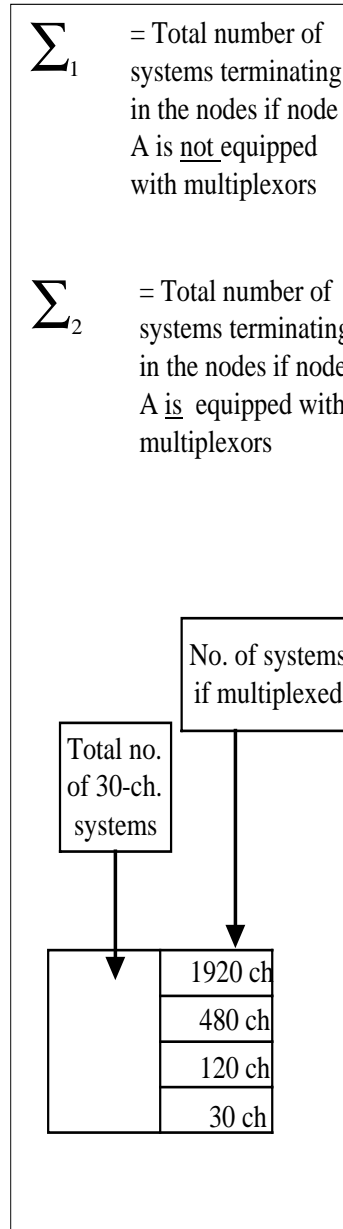 ∑1 = Total number of
systems terminating
in the nodes if node
A is not equipped
with multiplexors
∑2 = Total number of
systems terminating
in the nodes if node
A is equipped with
multiplexors
No. of systems
if multiplexed
Total no.
of 30-ch.
systems
1920 ch
480 ch
120 ch
30 ch